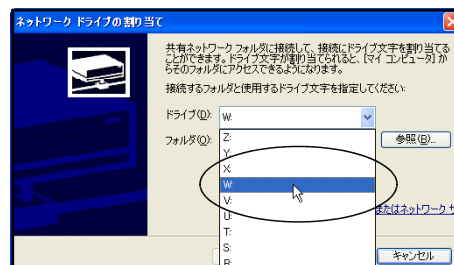 ネットワーク ドライブの割り当て
共有ネットワーク フォルダに接続して、接続にドライブ文字を割り当てる
ことができます。ドライブ文字が割り当てられると、[マイ コンピュータ] か
らそのフォルダにアクセスできるようになります。
接続するフォルダと使用するドライブ文字を指定してください:
ドライブ(D): W:
フォルダ(O): Z: 参照(B)...
Y:
X:
W:
V: またはネットワーク サ
U:
T:
S: キャンセル
R: